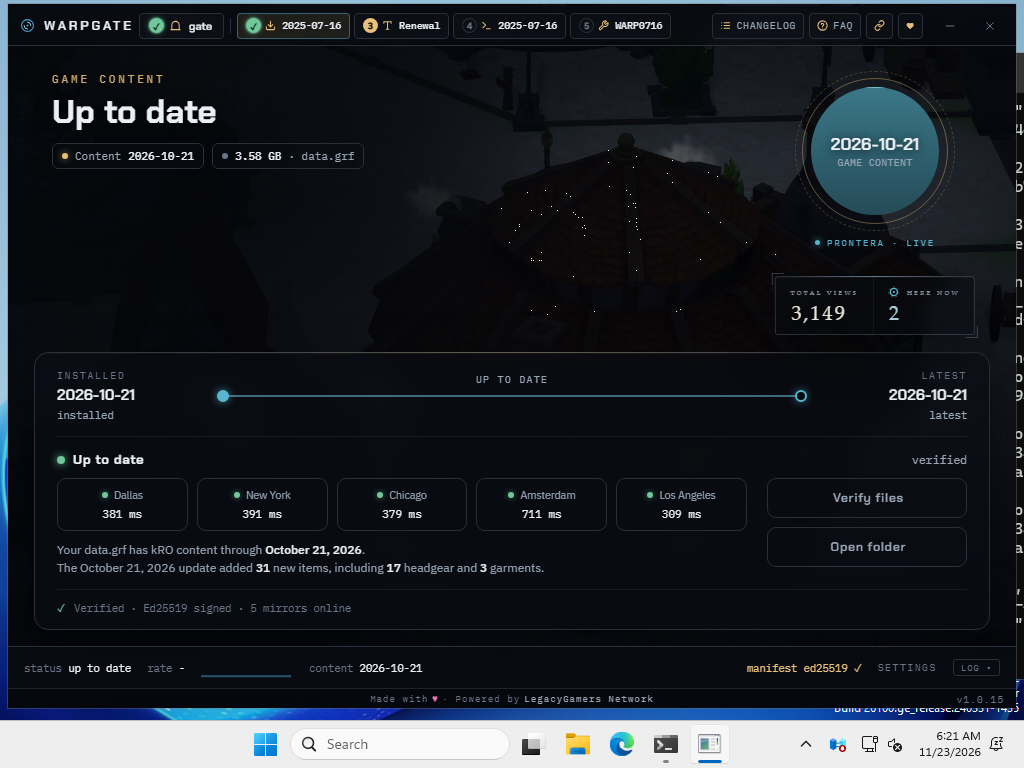 WARPGATE
gate
2025-07-16
3 Renewal
4 2025-07-16
5 WARP0716
CHANGELOG
FAQ
GAME CONTENT
Up to date
Content 2026-10-21
3.58 GB · data.grf
2026-10-21
GAME CONTENT
PRONTERA · LIVE
TOTAL VIEWS
3,149
HERE NOW
2
INSTALLED
2026-10-21
installed
UP TO DATE
LATEST
2026-10-21
latest
Up to date
verified
Dallas
381 ms
New York
391 ms
Chicago
379 ms
Amsterdam
711 ms
Los Angeles
309 ms
Verify files
Open folder
Your data.grf has kRO content through October 21, 2026.
The October 21, 2026 update added 31 new items, including 17 headgear and 3 garments.
✓ Verified · Ed25519 signed · 5 mirrors online
status up to date
rate -
content 2026-10-21
manifest ed25519 ✓
SETTINGS
LOG
Made with ♥ · Powered by LegacyGamers Network
v1.0.15
Search
6:21 AM
11/23/2026